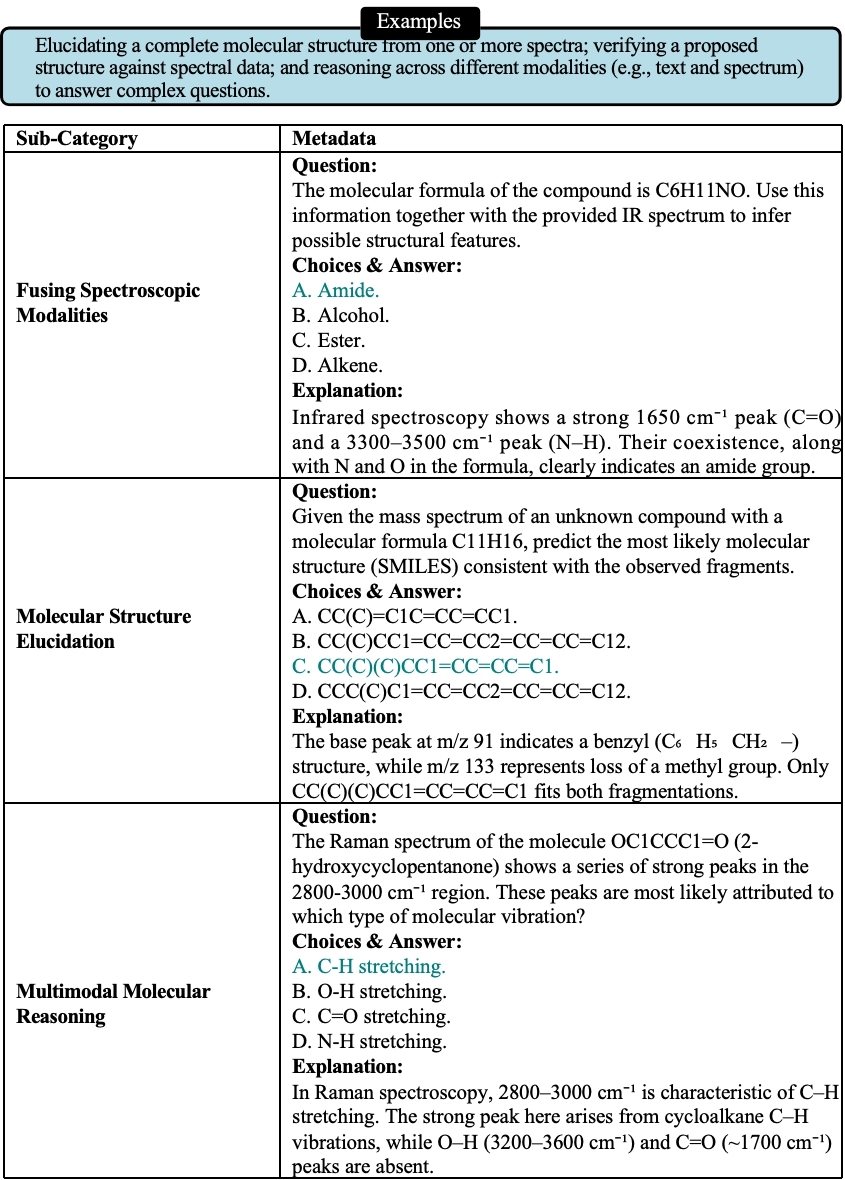 Examples
Elucidating a complete molecular structure from one or more spectra; verifying a proposed
structure against spectral data; and reasoning across different modalities (e.g., text and spectrum)
to answer complex questions.
Sub-Category
Metadata
Fusing Spectroscopic
Modalities
Question:
The molecular formula of the compound is C6H11NO. Use this
information together with the provided IR spectrum to infer
possible structural features.
Choices & Answer:
A. Amide.
B. Alcohol.
C. Ester.
D. Alkene.
Explanation:
Infrared spectroscopy shows a strong 1650 cm⁻¹ peak (C=O)
and a 3300–3500 cm⁻¹ peak (N–H). Their coexistence, along
with N and O in the formula, clearly indicates an amide group.
Molecular Structure
Elucidation
Question:
Given the mass spectrum of an unknown compound with a
molecular formula C11H16, predict the most likely molecular
structure (SMILES) consistent with the observed fragments.
Choices & Answer:
A. CC(C)=C1C=CC=CC1.
B. CC(C)CC1=CC=CC2=CC=CC=C12.
C. CC(C)(C)CC1=CC=CC=C1.
D. CCC(C)C1=CC=CC2=CC=CC=C12.
Explanation:
The base peak at m/z 91 indicates a benzyl (C₆ H₅ CH₂ –)
structure, while m/z 133 represents loss of a methyl group. Only
CC(C)(C)CC1=CC=CC=C1 fits both fragmentations.
Multimodal Molecular
Reasoning
Question:
The Raman spectrum of the molecule OC1CCC1=O (2-
hydroxycyclopentanone) shows a series of strong peaks in the
2800-3000 cm⁻¹ region. These peaks are most likely attributed to
which type of molecular vibration?
Choices & Answer:
A. C-H stretching.
B. O-H stretching.
C. C=O stretching.
D. N-H stretching.
Explanation:
In Raman spectroscopy, 2800–3000 cm⁻¹ is characteristic of C–H
stretching. The strong peak here arises from cycloalkane C–H
vibrations, while O–H (3200–3600 cm⁻¹) and C=O (~1700 cm⁻¹)
peaks are absent.